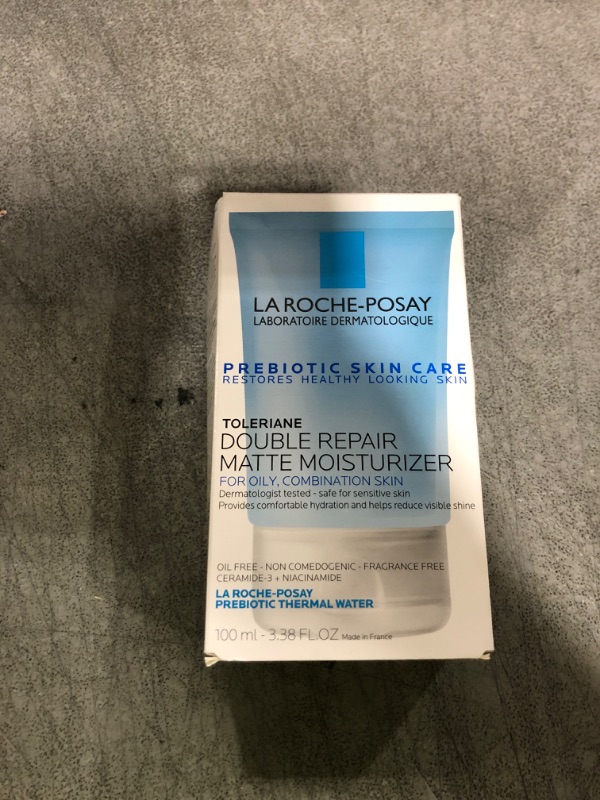 LA ROCHE-POSAY
LABORATOIRE DERMATOLOGIQUE
PREBIOTIC SKIN CARE
RESTORES HEALTHY LOOKING SKIN
TOLERIANE
DOUBLE REPAIR
MATTE MOISTURIZER
FOR OILY, COMBINATION SKIN
Dermatologist tested - safe for sensitive skin
Provides comfortable hydration and helps reduce visible shine
OIL FREE - NON COMEDOGENIC - FRAGRANCE FREE
CERAMIDE-3 + NIACINAMIDE
LA ROCHE-POSAY
PREBIOTIC THERMAL WATER
100 ml - 3.38 FL.OZ Made in France